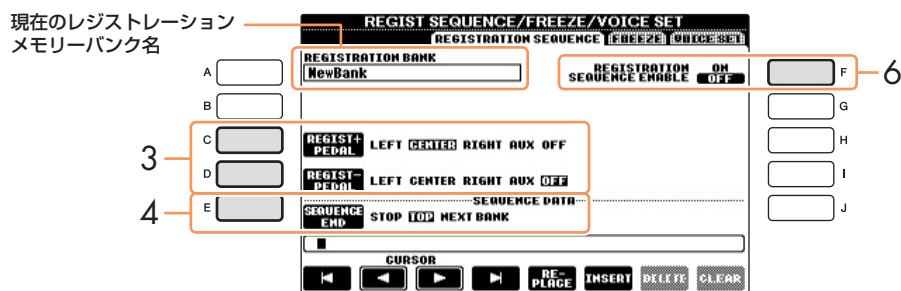 現在のレジストレーション
メモリーバンク名
REGIST SEQUENCE/FREEZE/VOICE SET
REGISTRATION SEQUENCE FREEZE VOICE SET
REGISTRATION BANK
NewBank
REGISTRATION SEQUENCE ENABLE ON OFF
A
B
C
D
E
F
G
H
I
J
6
3
4
REGIST+ PEDAL LEFT CENTER RIGHT AUX OFF
REGIST- PEDAL LEFT CENTER RIGHT AUX OFF
SEQUENCE DATA
SEQUENCE END STOP TOP NEXT BANK
CURSOR
RE-PLACE INSERT DELETE CLEAR